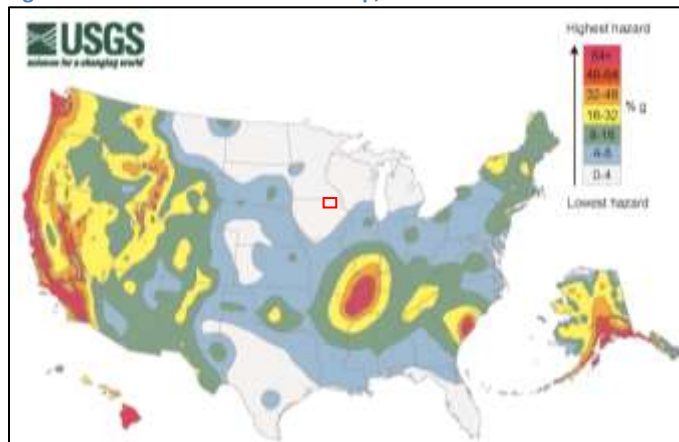 USGS
science for a changing world
Highest hazard
64+
48-64
32-48
16-32
8-16
4-8
0-4
% g
Lowest hazard